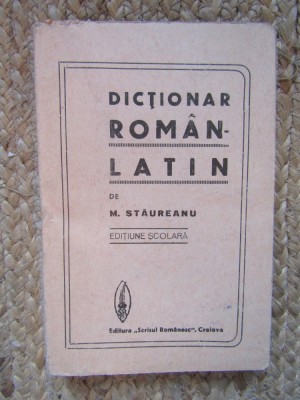 DICȚIONAR
ROMÂN-
LATIN
DE
M. STĂUREANU
EDIȚIUNE ȘCOLARĂ
Editura „Scrisul Românesc", Craiova